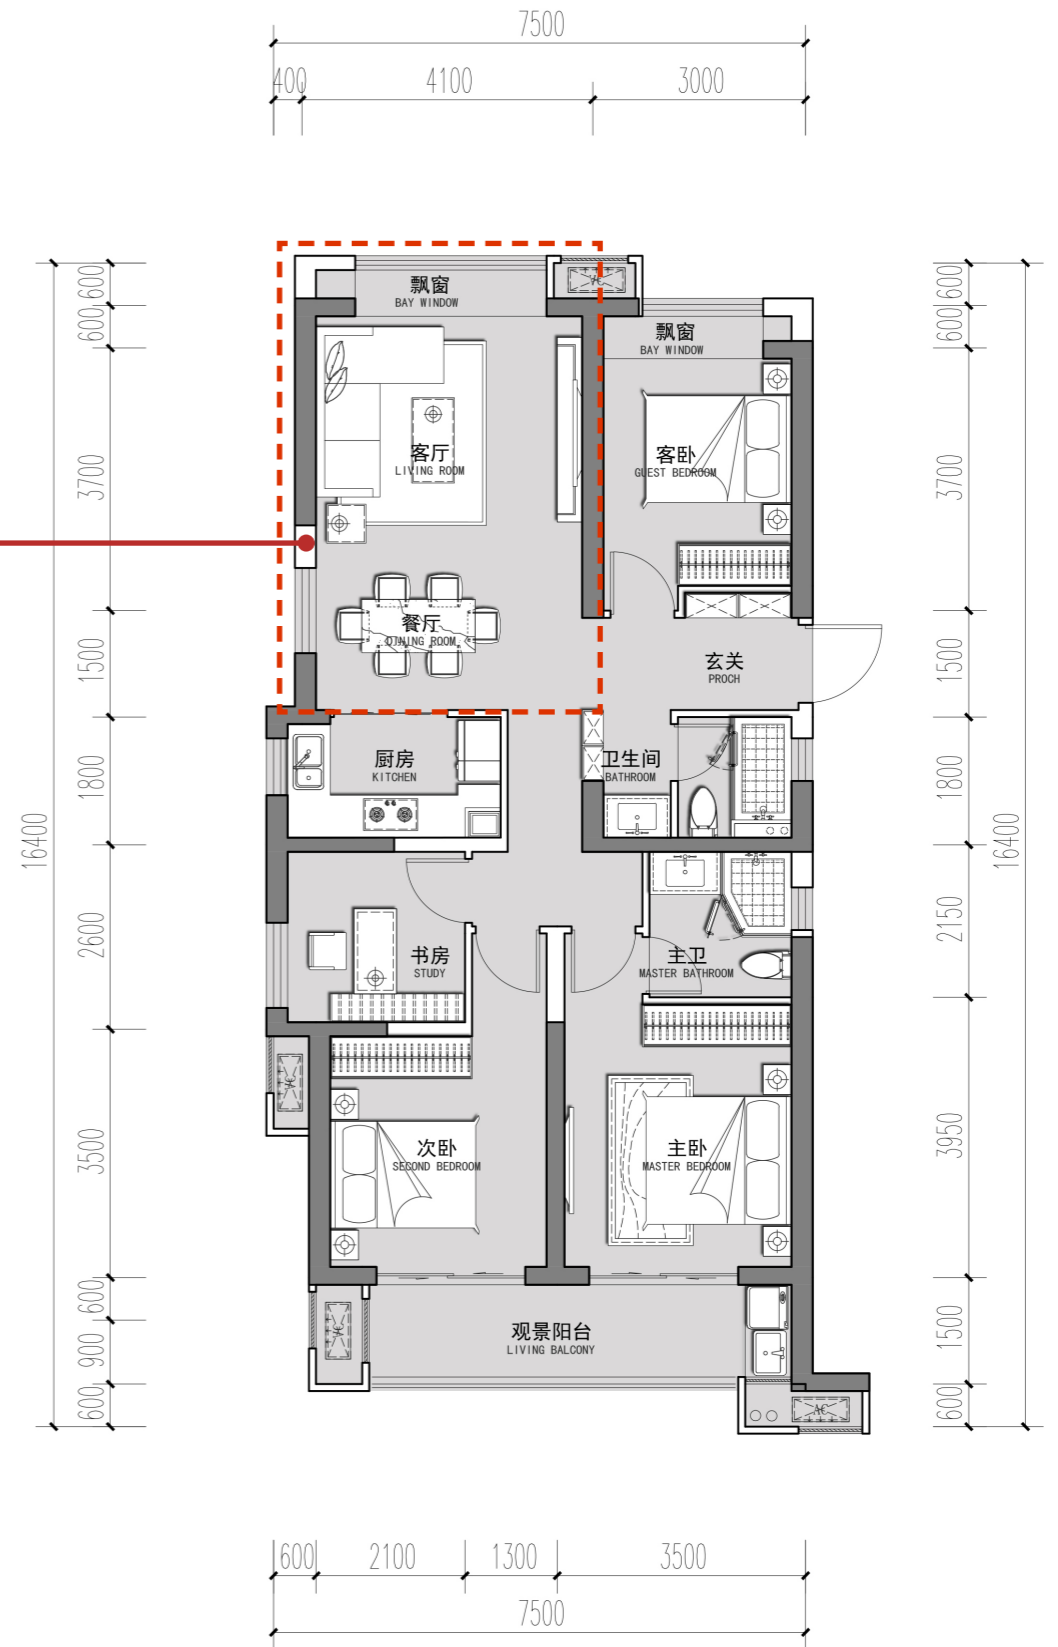 7500
400
4100
3000
飘窗
BAY WINDOW
AC
飘窗
BAY WINDOW
600
600
3700
1500
1800
2600
3500
600
900
600
16400
600
600
3700
1500
1800
2150
3950
1500
600
16400
客厅
LIVING ROOM
客卧
GUEST BEDROOM
餐厅
DINING ROOM
玄关
PROCH
厨房
KITCHEN
卫生间
BATHROOM
书房
STUDY
主卫
MASTER BATHROOM
AC
次卧
SECOND BEDROOM
主卧
MASTER BEDROOM
AC
观景阳台
LIVING BALCONY
AC
600
2100
1300
3500
7500